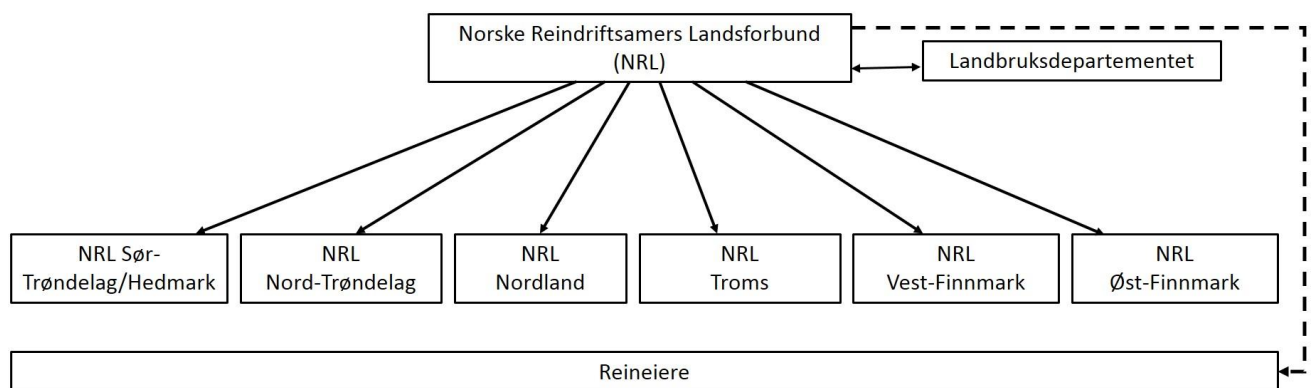 Norske Reindriftsamers Landsforbund
(NRL)
Landbruksdepartementet
NRL Sør-
Trøndelag/Hedmark
NRL
Nord-Trøndelag
NRL
Nordland
NRL
Troms
NRL
Vest-Finnmark
NRL
Øst-Finnmark
Reineiere